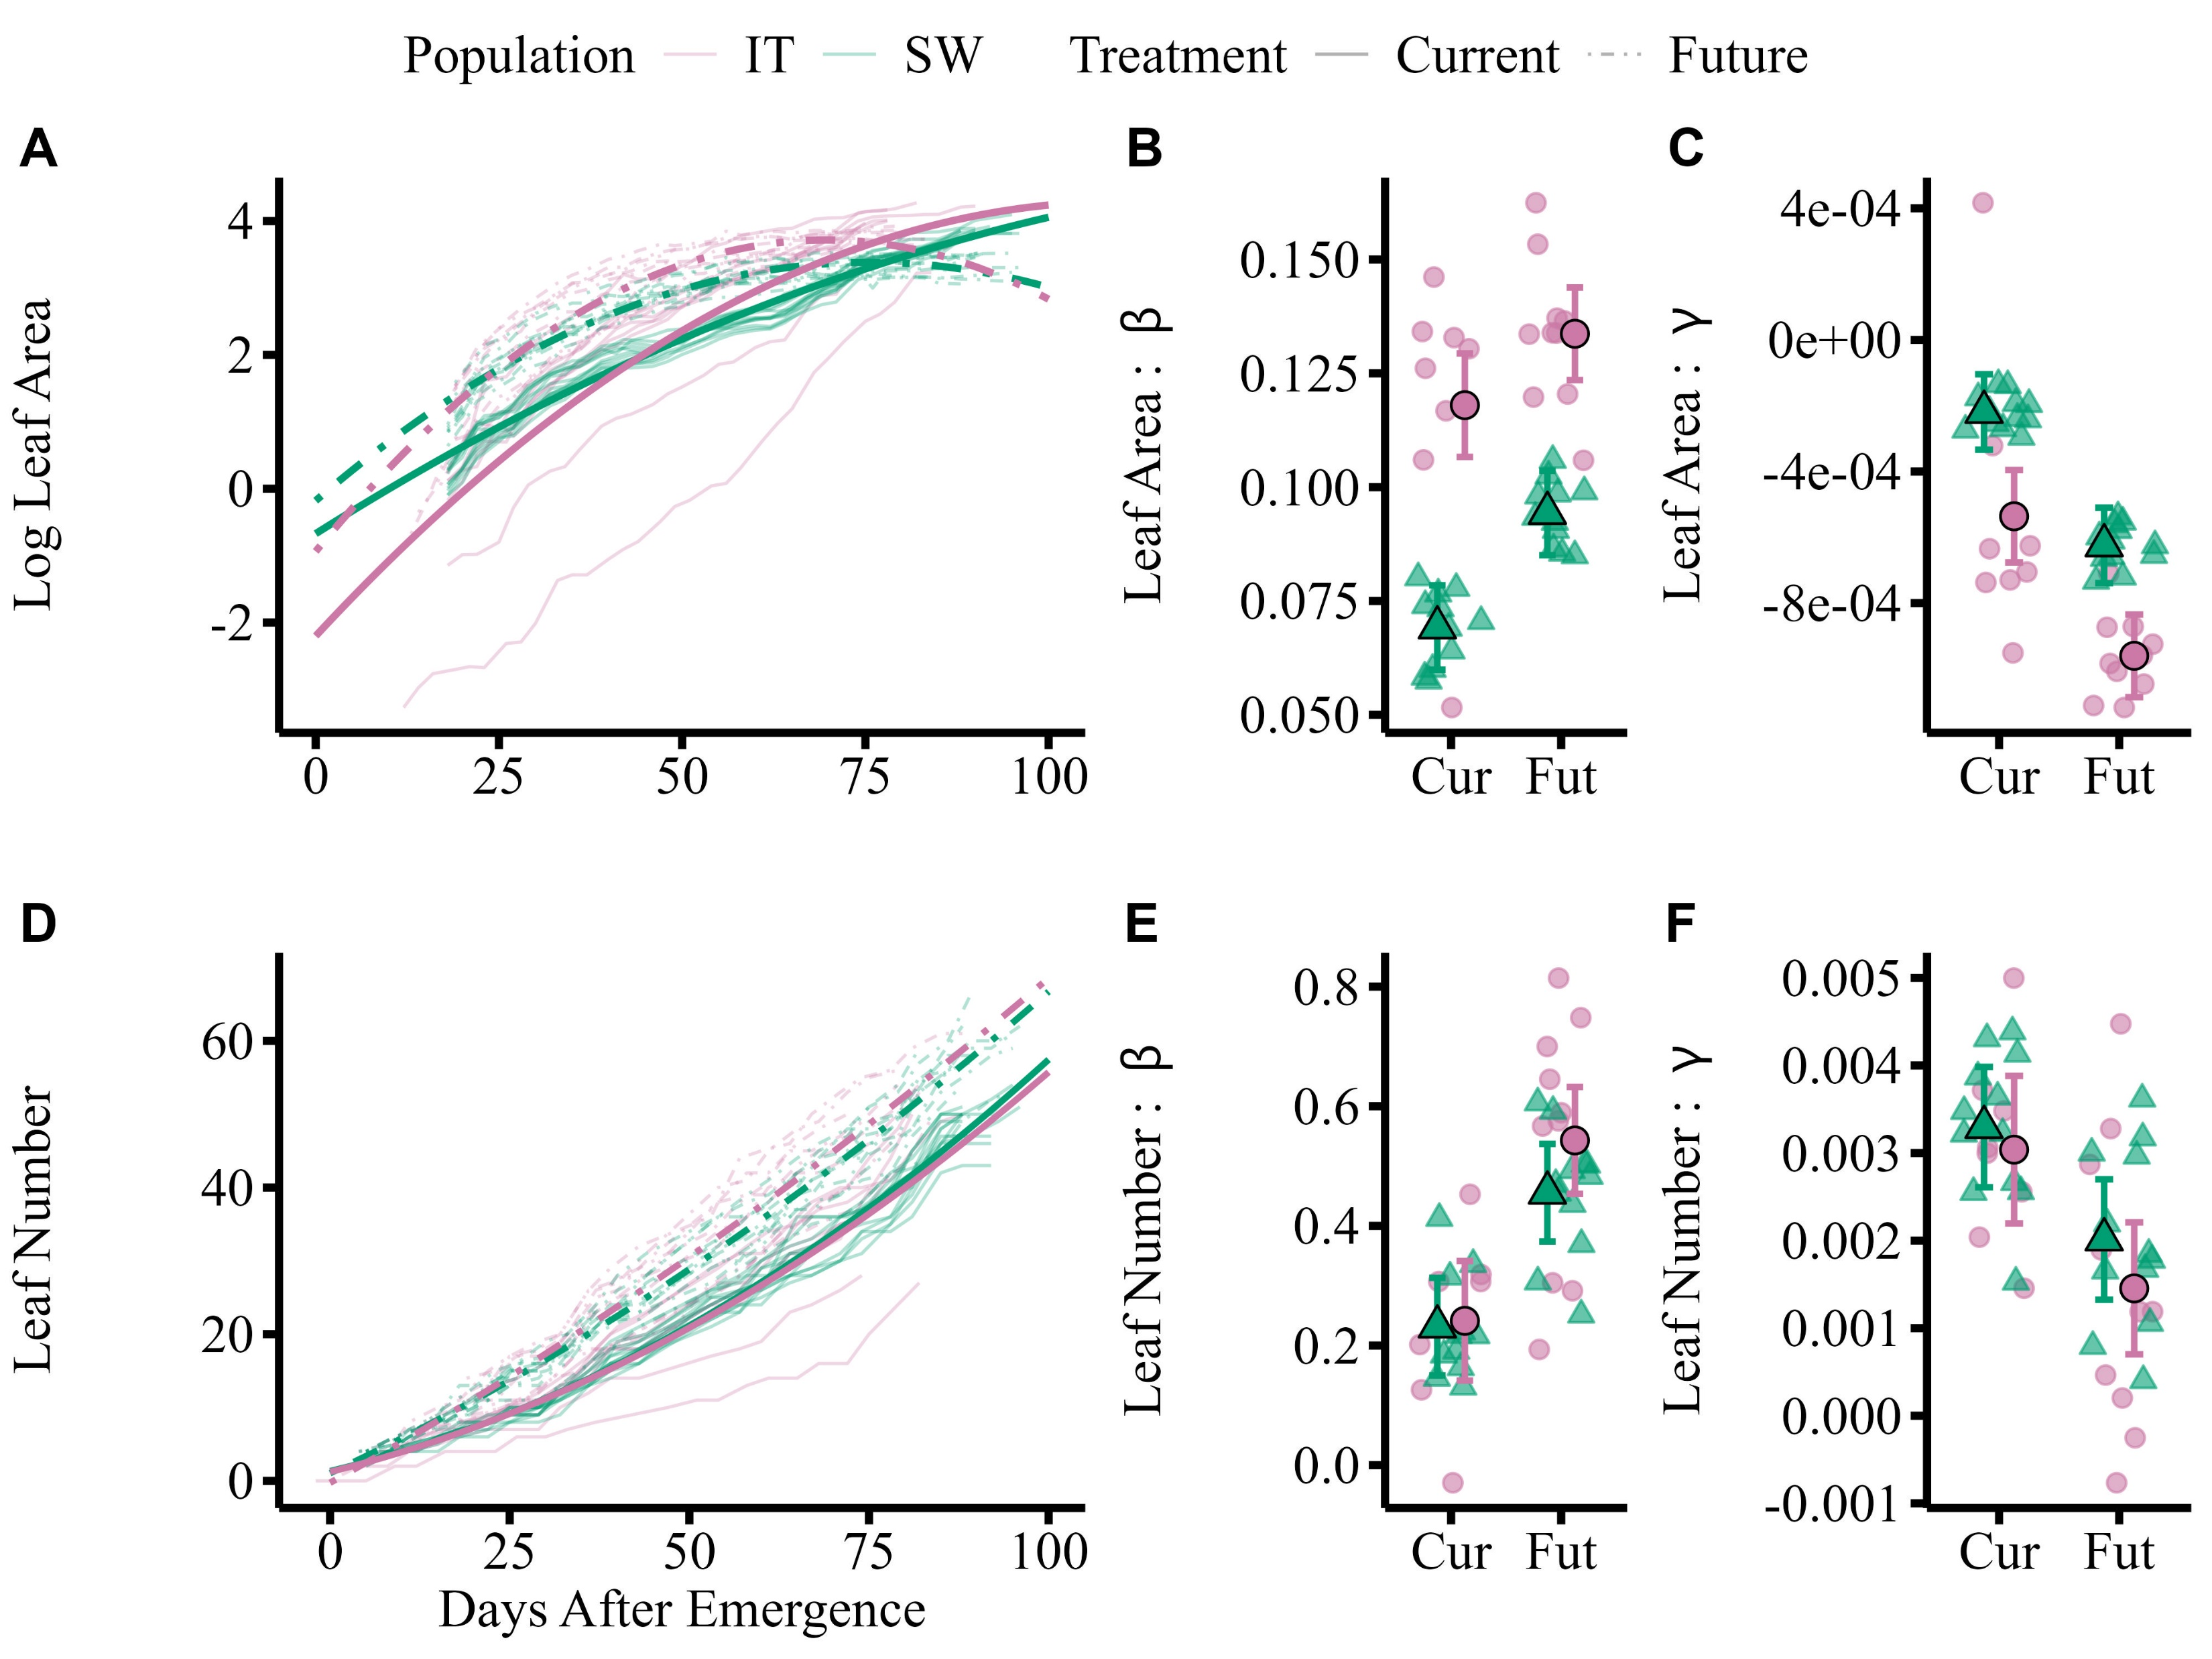 Population IT SW Treatment Current Future
A
Log Leaf Area
4
2
0
-2
0 25 50 75 100
B
Leaf Area : β
0.150
0.125
0.100
0.075
0.050
Cur Fut
C
Leaf Area : γ
4e-04
0e+00
-4e-04
-8e-04
Cur Fut
D
Leaf Number
60
40
20
0
0 25 50 75 100
Days After Emergence
E
Leaf Number : β
0.8
0.6
0.4
0.2
0.0
Cur Fut
F
Leaf Number : γ
0.005
0.004
0.003
0.002
0.001
0.000
-0.001
Cur Fut